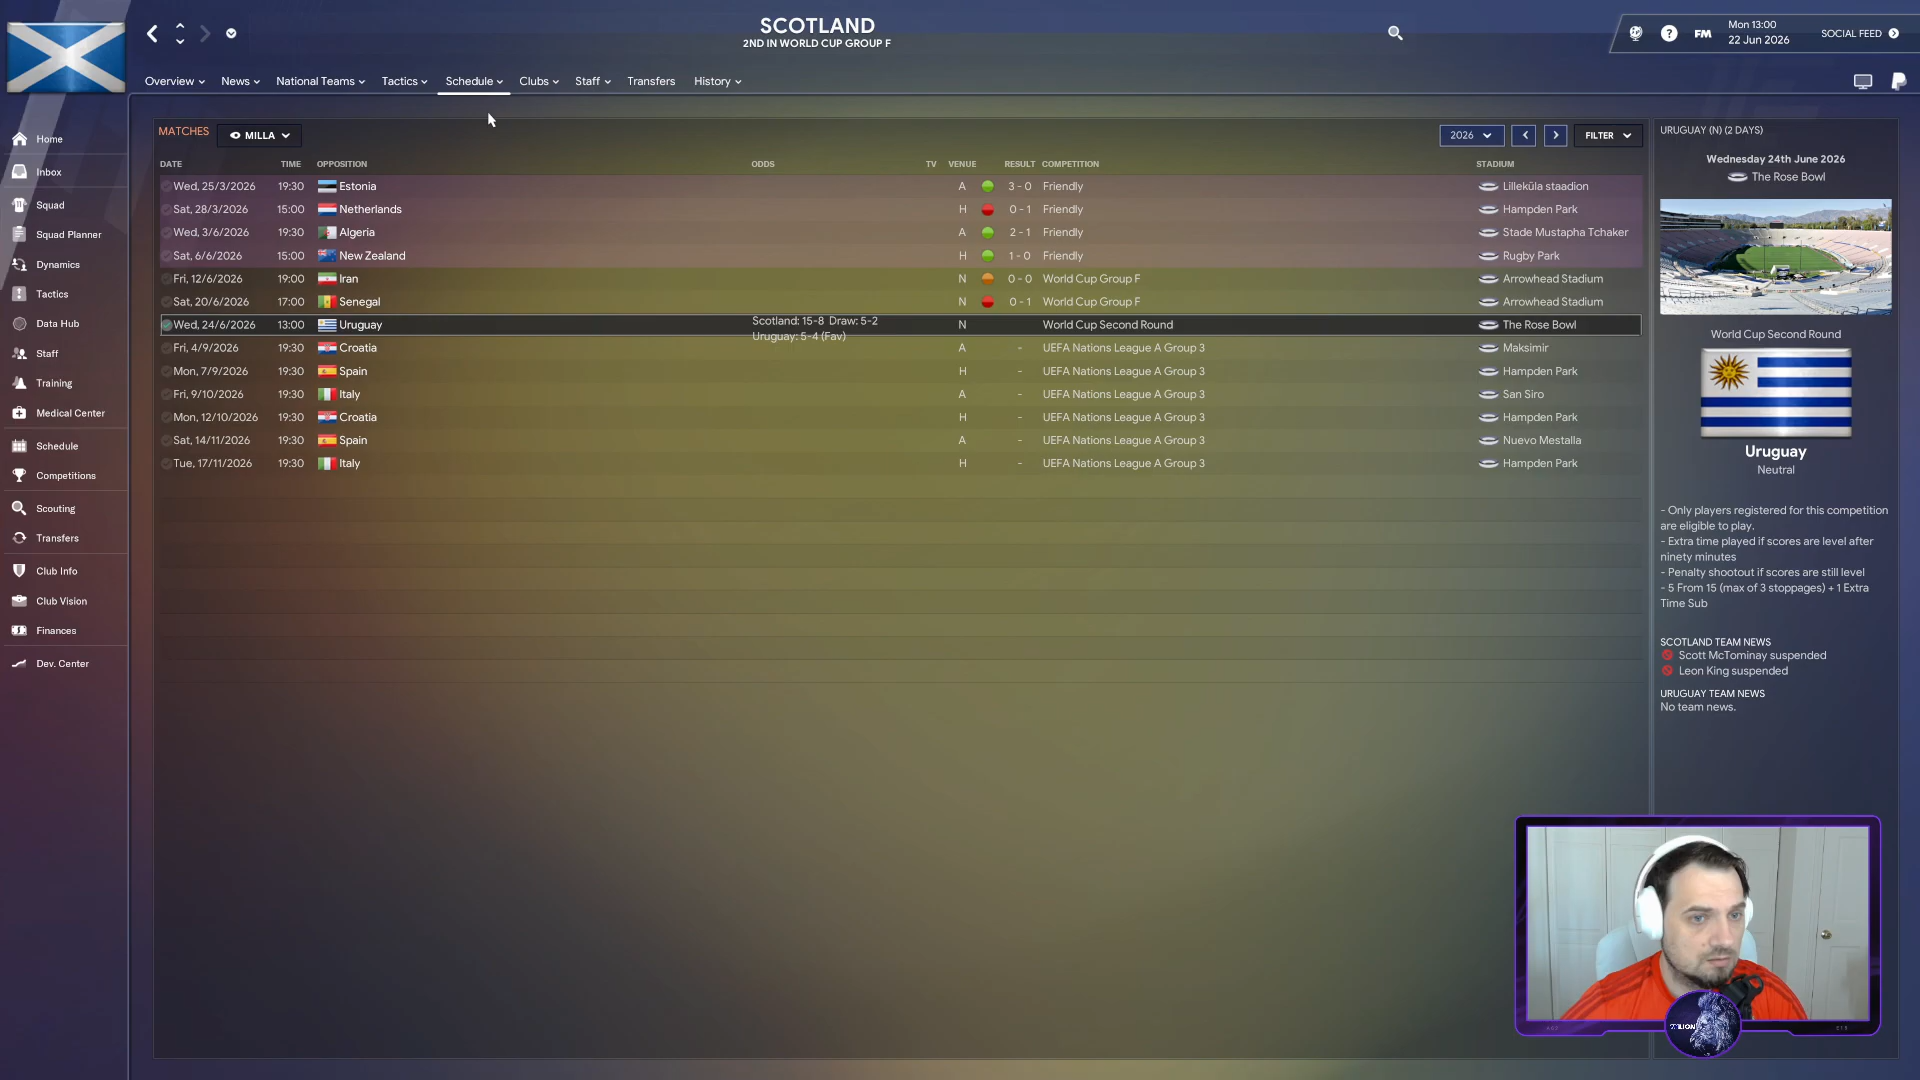 SCOTLAND
2ND IN WORLD CUP GROUP F
FM
Mon 13:00
22 Jun 2026
SOCIAL FEED
Overview News National Teams Tactics Schedule Clubs Staff Transfers History
Home
Inbox
Squad
Squad Planner
Dynamics
Tactics
Data Hub
Staff
Training
Medical Center
Schedule
Competitions
Scouting
Transfers
Club Info
Club Vision
Finances
Dev. Center
MATCHES MILLA 2026 FILTER
DATE TIME OPPOSITION ODDS TV VENUE RESULT COMPETITION STADIUM
Wed, 25/3/2026 19:30 Estonia A 3 - 0 Friendly Lilleküla staadion
Sat, 28/3/2026 15:00 Netherlands H 0 - 1 Friendly Hampden Park
Wed, 3/6/2026 19:30 Algeria A 2 - 1 Friendly Stade Mustapha Tchaker
Sat, 6/6/2026 15:00 New Zealand H 1 - 0 Friendly Rugby Park
Fri, 12/6/2026 19:00 Iran N 0 - 0 World Cup Group F Arrowhead Stadium
Sat, 20/6/2026 17:00 Senegal N 0 - 1 World Cup Group F Arrowhead Stadium
Wed, 24/6/2026 13:00 Uruguay Scotland: 15-8 Draw: 5-2 N World Cup Second Round The Rose Bowl
Uruguay: 5-4 (Fav)
Fri, 4/9/2026 19:30 Croatia A - UEFA Nations League A Group 3 Maksimir
Mon, 7/9/2026 19:30 Spain H - UEFA Nations League A Group 3 Hampden Park
Fri, 9/10/2026 19:30 Italy A - UEFA Nations League A Group 3 San Siro
Mon, 12/10/2026 19:30 Croatia H - UEFA Nations League A Group 3 Hampden Park
Sat, 14/11/2026 19:30 Spain A - UEFA Nations League A Group 3 Nuevo Mestalla
Tue, 17/11/2026 19:30 Italy H - UEFA Nations League A Group 3 Hampden Park
URUGUAY (N) (2 DAYS)
Wednesday 24th June 2026
The Rose Bowl
World Cup Second Round
Uruguay
Neutral
- Only players registered for this competition
are eligible to play.
- Extra time played if scores are level after
ninety minutes
- Penalty shootout if scores are still level
- 5 From 15 (max of 3 stoppages) + 1 Extra
Time Sub
SCOTLAND TEAM NEWS
Scott McTominay suspended
Leon King suspended
URUGUAY TEAM NEWS
No team news.